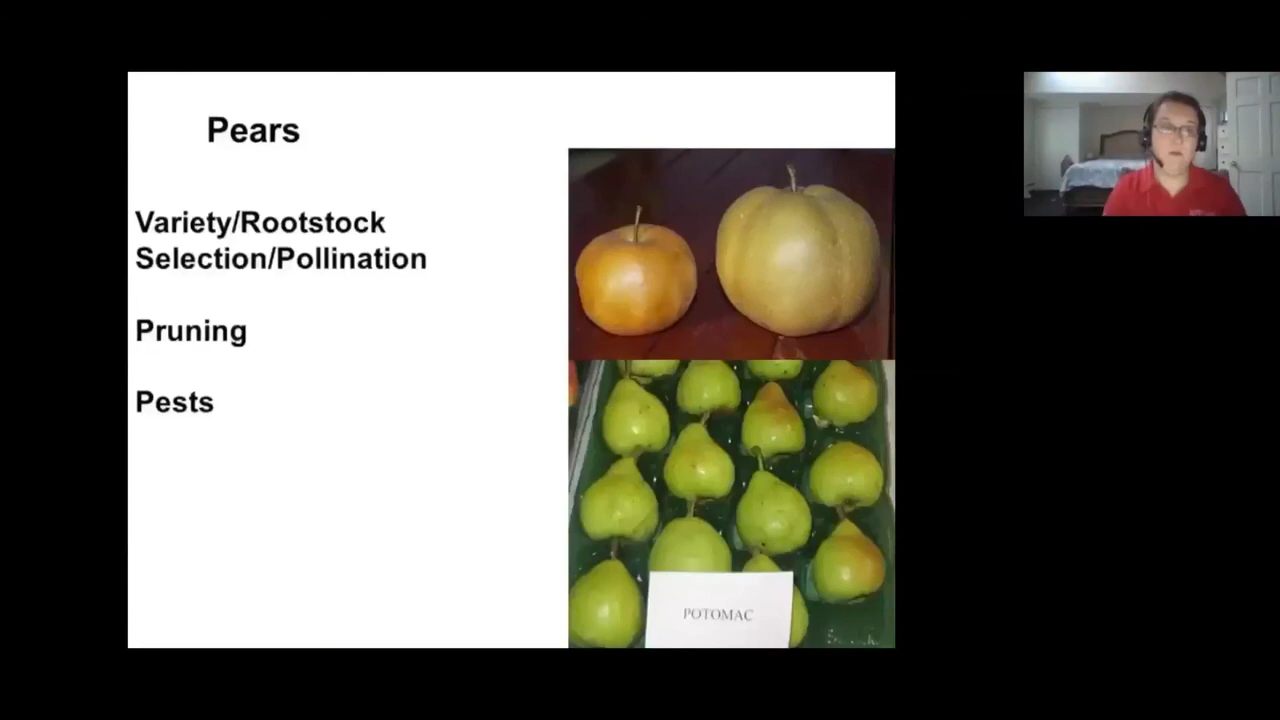 Pears
Variety/Rootstock
Selection/Pollination
Pruning
Pests
POTOMAC